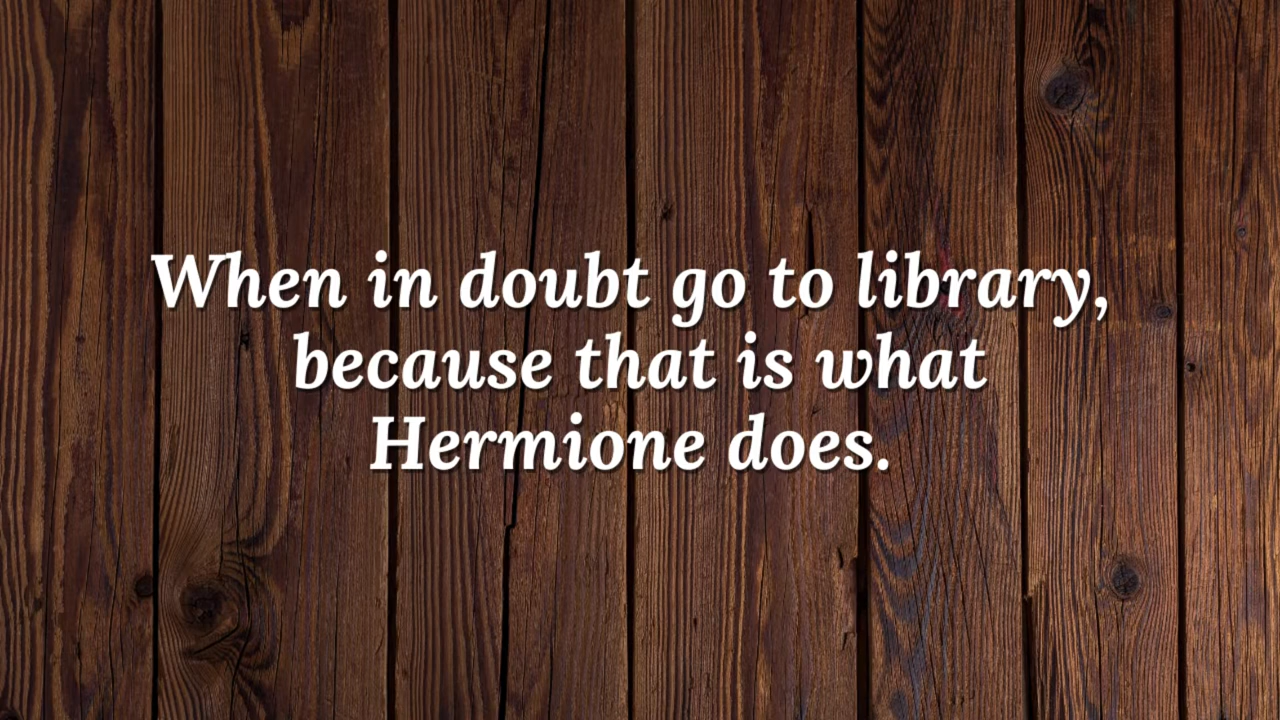 When in doubt go to library,
because that is what
Hermione does.